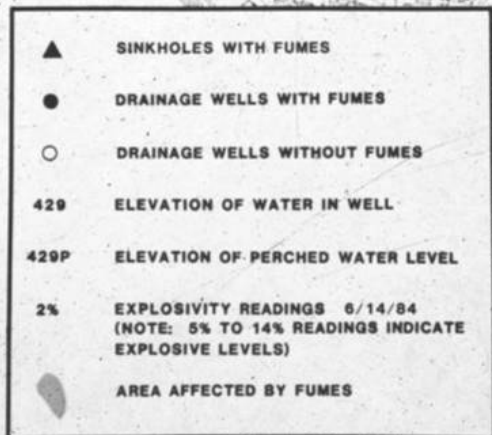 SINKHOLES WITH FUMES
DRAINAGE WELLS WITH FUMES
DRAINAGE WELLS WITHOUT FUMES
429 ELEVATION OF WATER IN WELL
429P ELEVATION OF PERCHED WATER LEVEL
2% EXPLOSIVITY READINGS 6/14/84
(NOTE: 5% TO 14% READINGS INDICATE
EXPLOSIVE LEVELS)
AREA AFFECTED BY FUMES